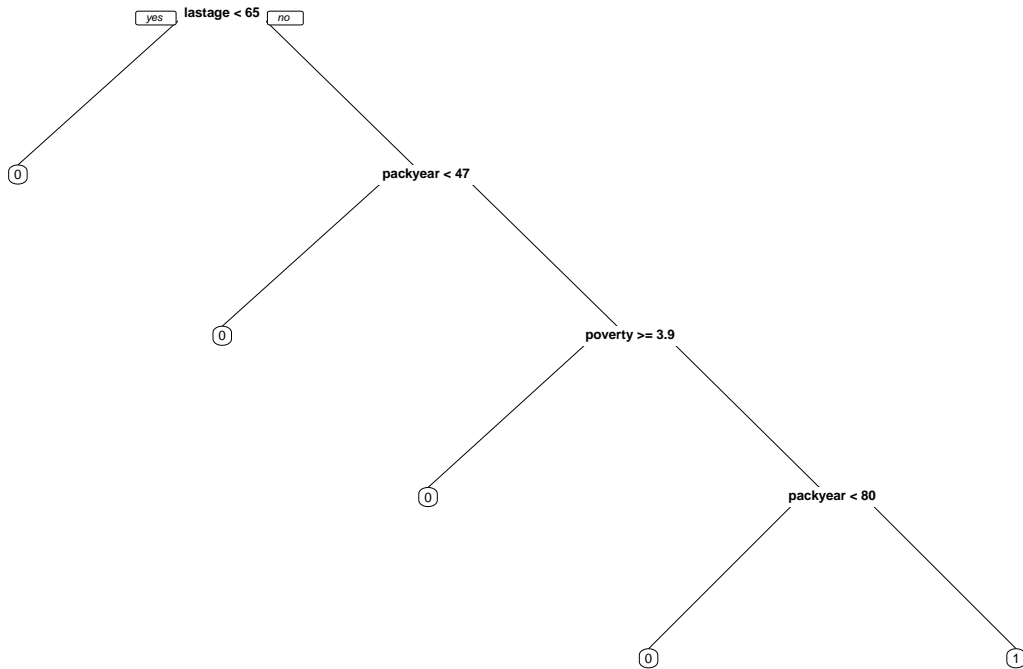 yes lastage < 65 no
0
packyear < 47
0
poverty >= 3.9
0
packyear < 80
0 1